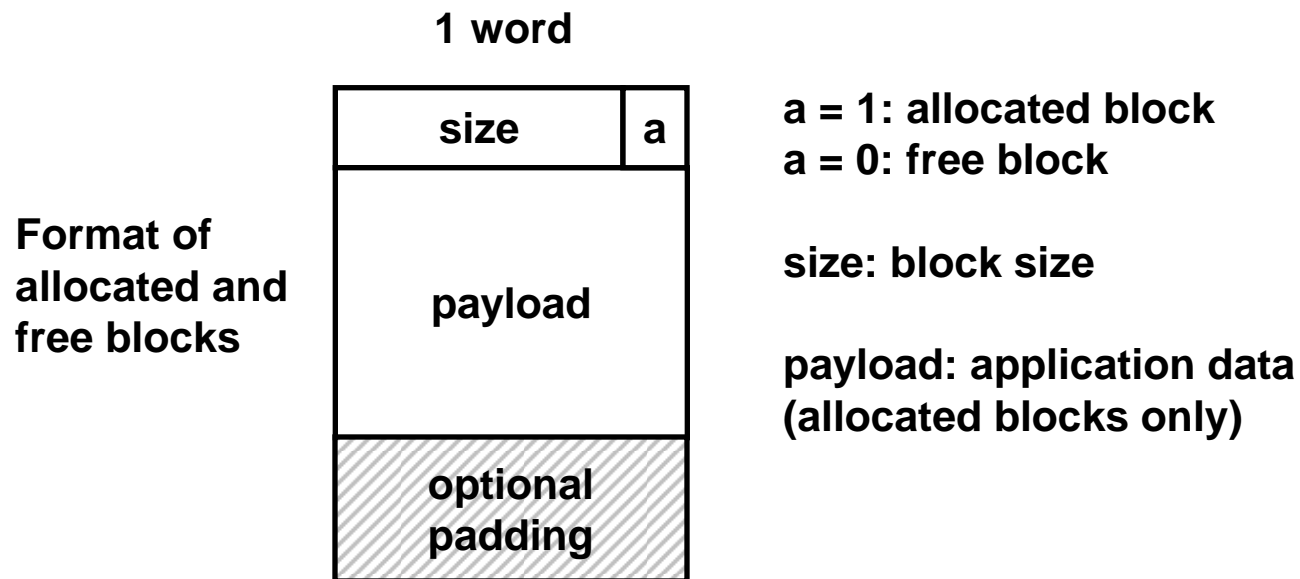 1 word
size
a
a = 1: allocated block
a = 0: free block
Format of
allocated and
free blocks
payload
size: block size
payload: application data
(allocated blocks only)
optional
padding